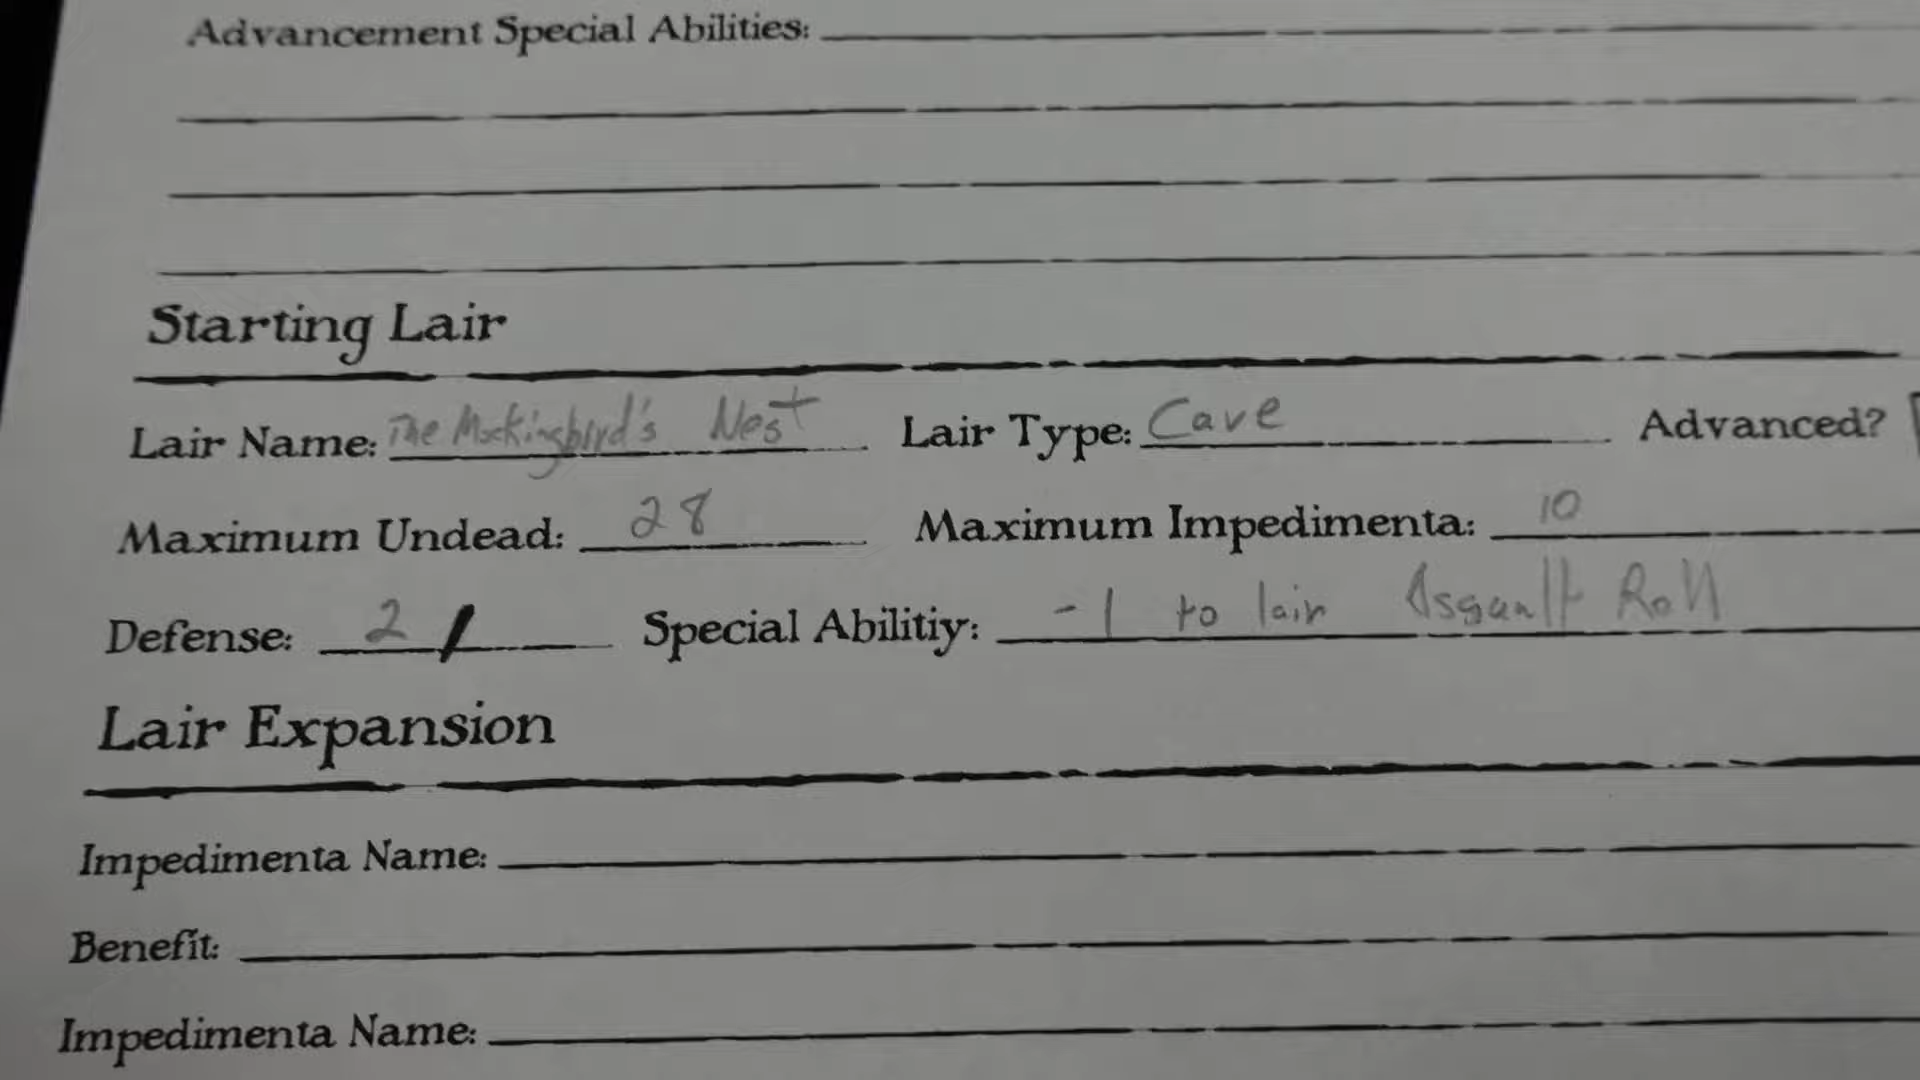 Advancement Special Abilities:
Starting Lair
Lair Name: The Mockingbird's Nest Lair Type: Cave Advanced?
Maximum Undead: 28 Maximum Impedimenta: 10
Defense: 2 / Special Abilitiy: -1 to lair Assault Roll
Lair Expansion
Impedimenta Name:
Benefit:
Impedimenta Name: